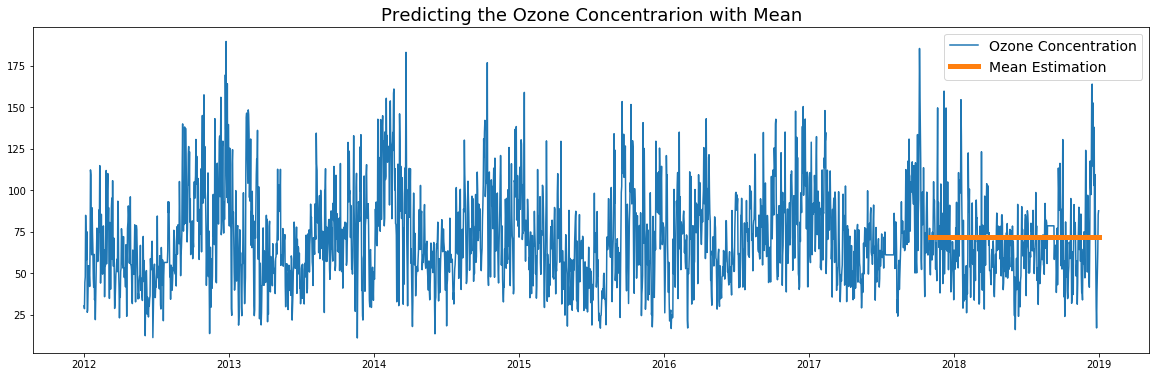 Predicting the Ozone Concentrarion with Mean
Ozone Concentration
Mean Estimation
175
150
125
100
75
50
25
2012 2013 2014 2015 2016 2017 2018 2019